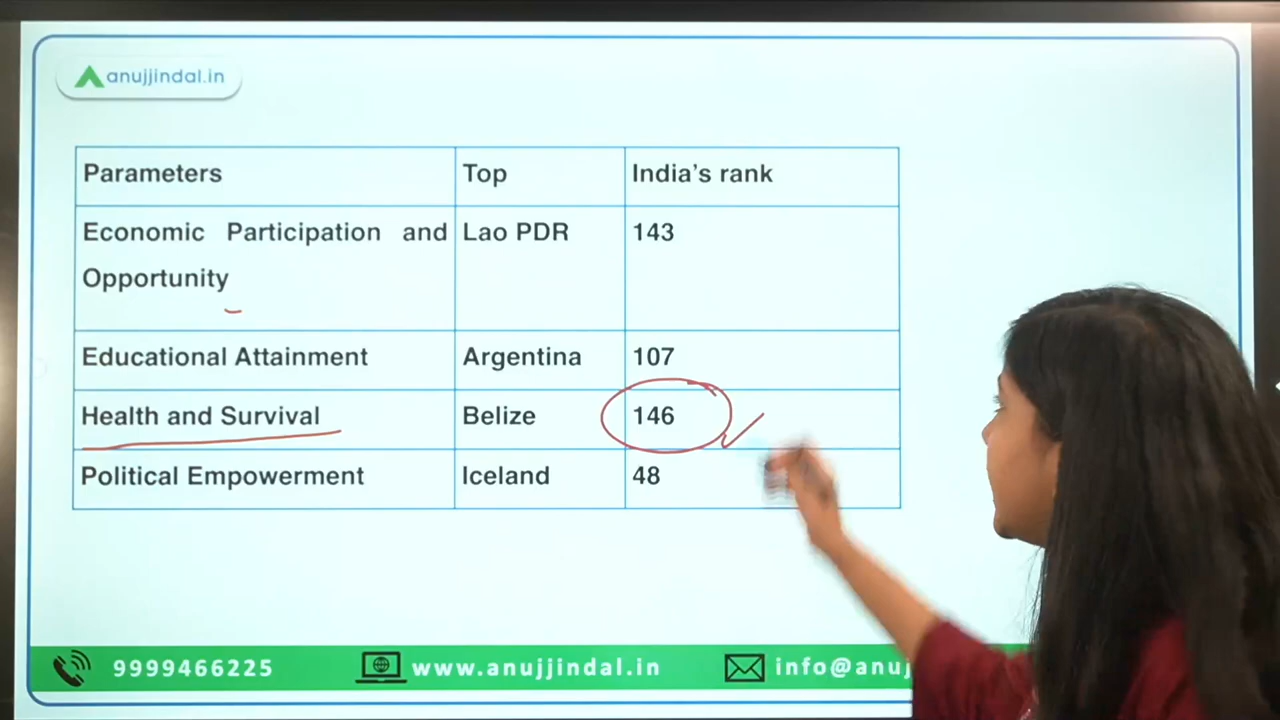 anujjindal.in
Parameters Top India's rank
Economic Participation and Lao PDR 143
Opportunity
Educational Attainment Argentina 107
Health and Survival Belize 146
Political Empowerment Iceland 48
9999466225 www.anujjindal.in info@anuj